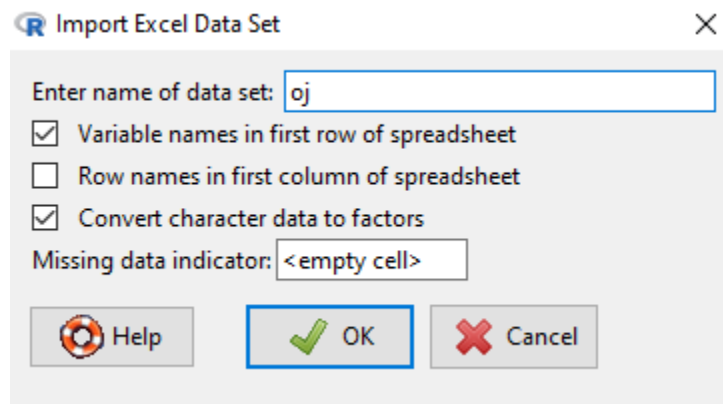 Import Excel Data Set
Enter name of data set: oj
Variable names in first row of spreadsheet
Row names in first column of spreadsheet
Convert character data to factors
Missing data indicator: <empty cell>
Help OK Cancel